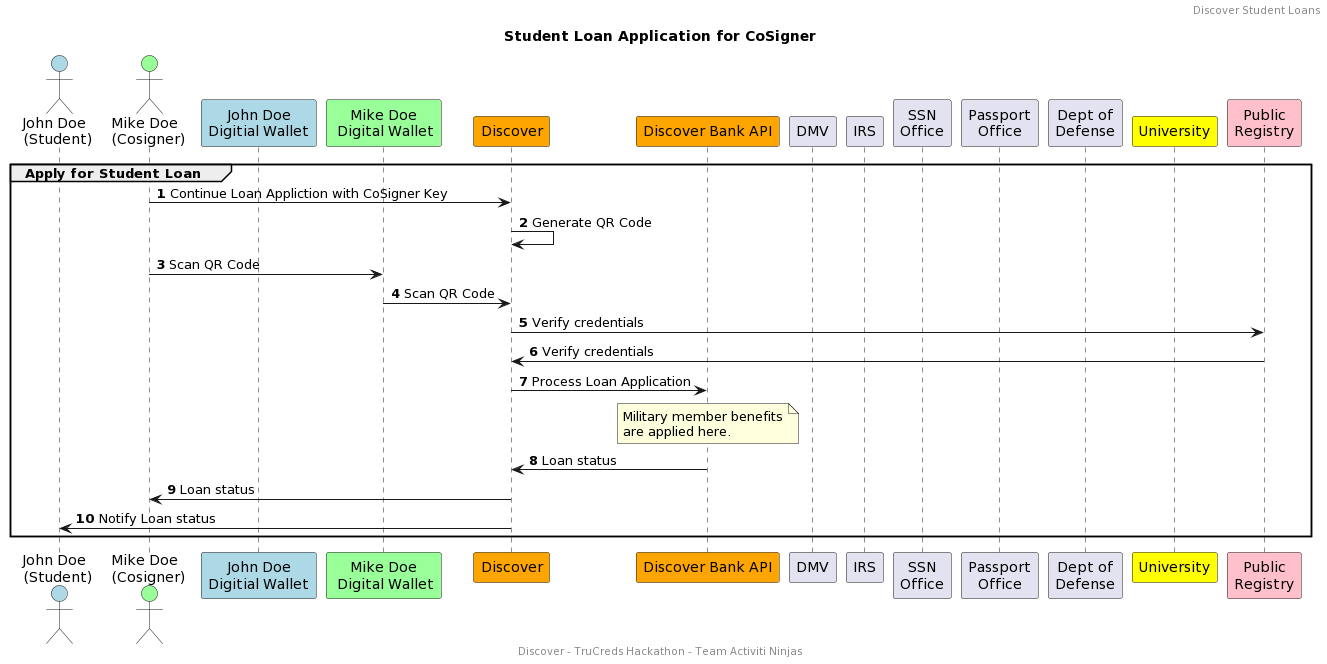 Discover Student Loans
Student Loan Application for CoSigner
John Doe
(Student)
Mike Doe
(Cosigner)
John Doe
Digitial Wallet
Mike Doe
Digital Wallet
Discover
Discover Bank API
DMV
IRS
SSN
Office
Passport
Office
Dept of
Defense
University
Public
Registry
Apply for Student Loan
1 Continue Loan Appliction with CoSigner Key
2 Generate QR Code
3 Scan QR Code
4 Scan QR Code
5 Verify credentials
6 Verify credentials
7 Process Loan Application
Military member benefits
are applied here.
8 Loan status
9 Loan status
10 Notify Loan status
John Doe
(Student)
Mike Doe
(Cosigner)
John Doe
Digitial Wallet
Mike Doe
Digital Wallet
Discover
Discover Bank API
DMV
IRS
SSN
Office
Passport
Office
Dept of
Defense
University
Public
Registry
Discover - TruCreds Hackathon - Team Activiti Ninjas